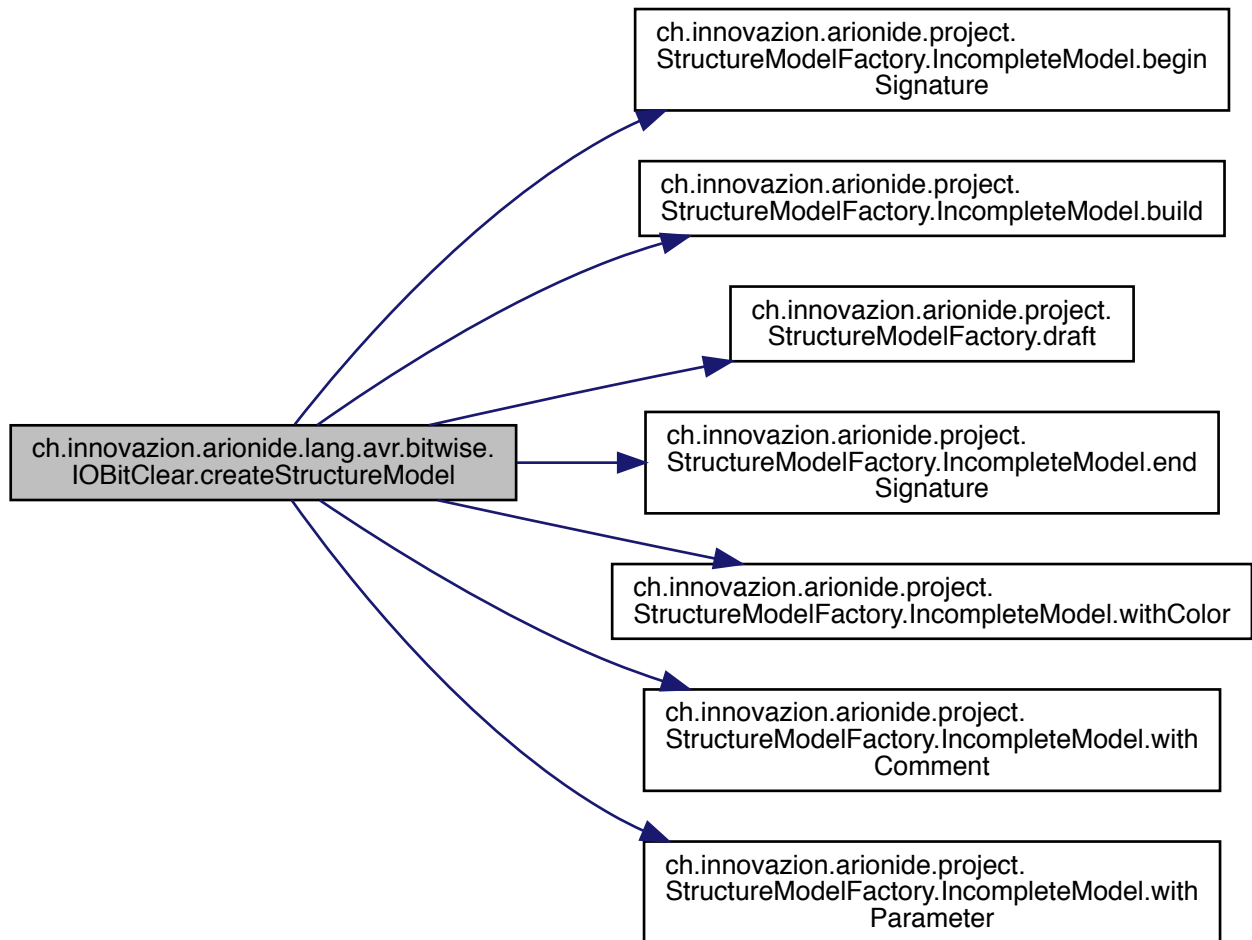 ch.innovazion.arionide.project.
StructureModelFactory.IncompleteModel.begin
Signature
ch.innovazion.arionide.project.
StructureModelFactory.IncompleteModel.build
ch.innovazion.arionide.project.
StructureModelFactory.draft
ch.innovazion.arionide.lang.avr.bitwise.
IOBitClear.createStructureModel
ch.innovazion.arionide.project.
StructureModelFactory.IncompleteModel.end
Signature
ch.innovazion.arionide.project.
StructureModelFactory.IncompleteModel.withColor
ch.innovazion.arionide.project.
StructureModelFactory.IncompleteModel.with
Comment
ch.innovazion.arionide.project.
StructureModelFactory.IncompleteModel.with
Parameter